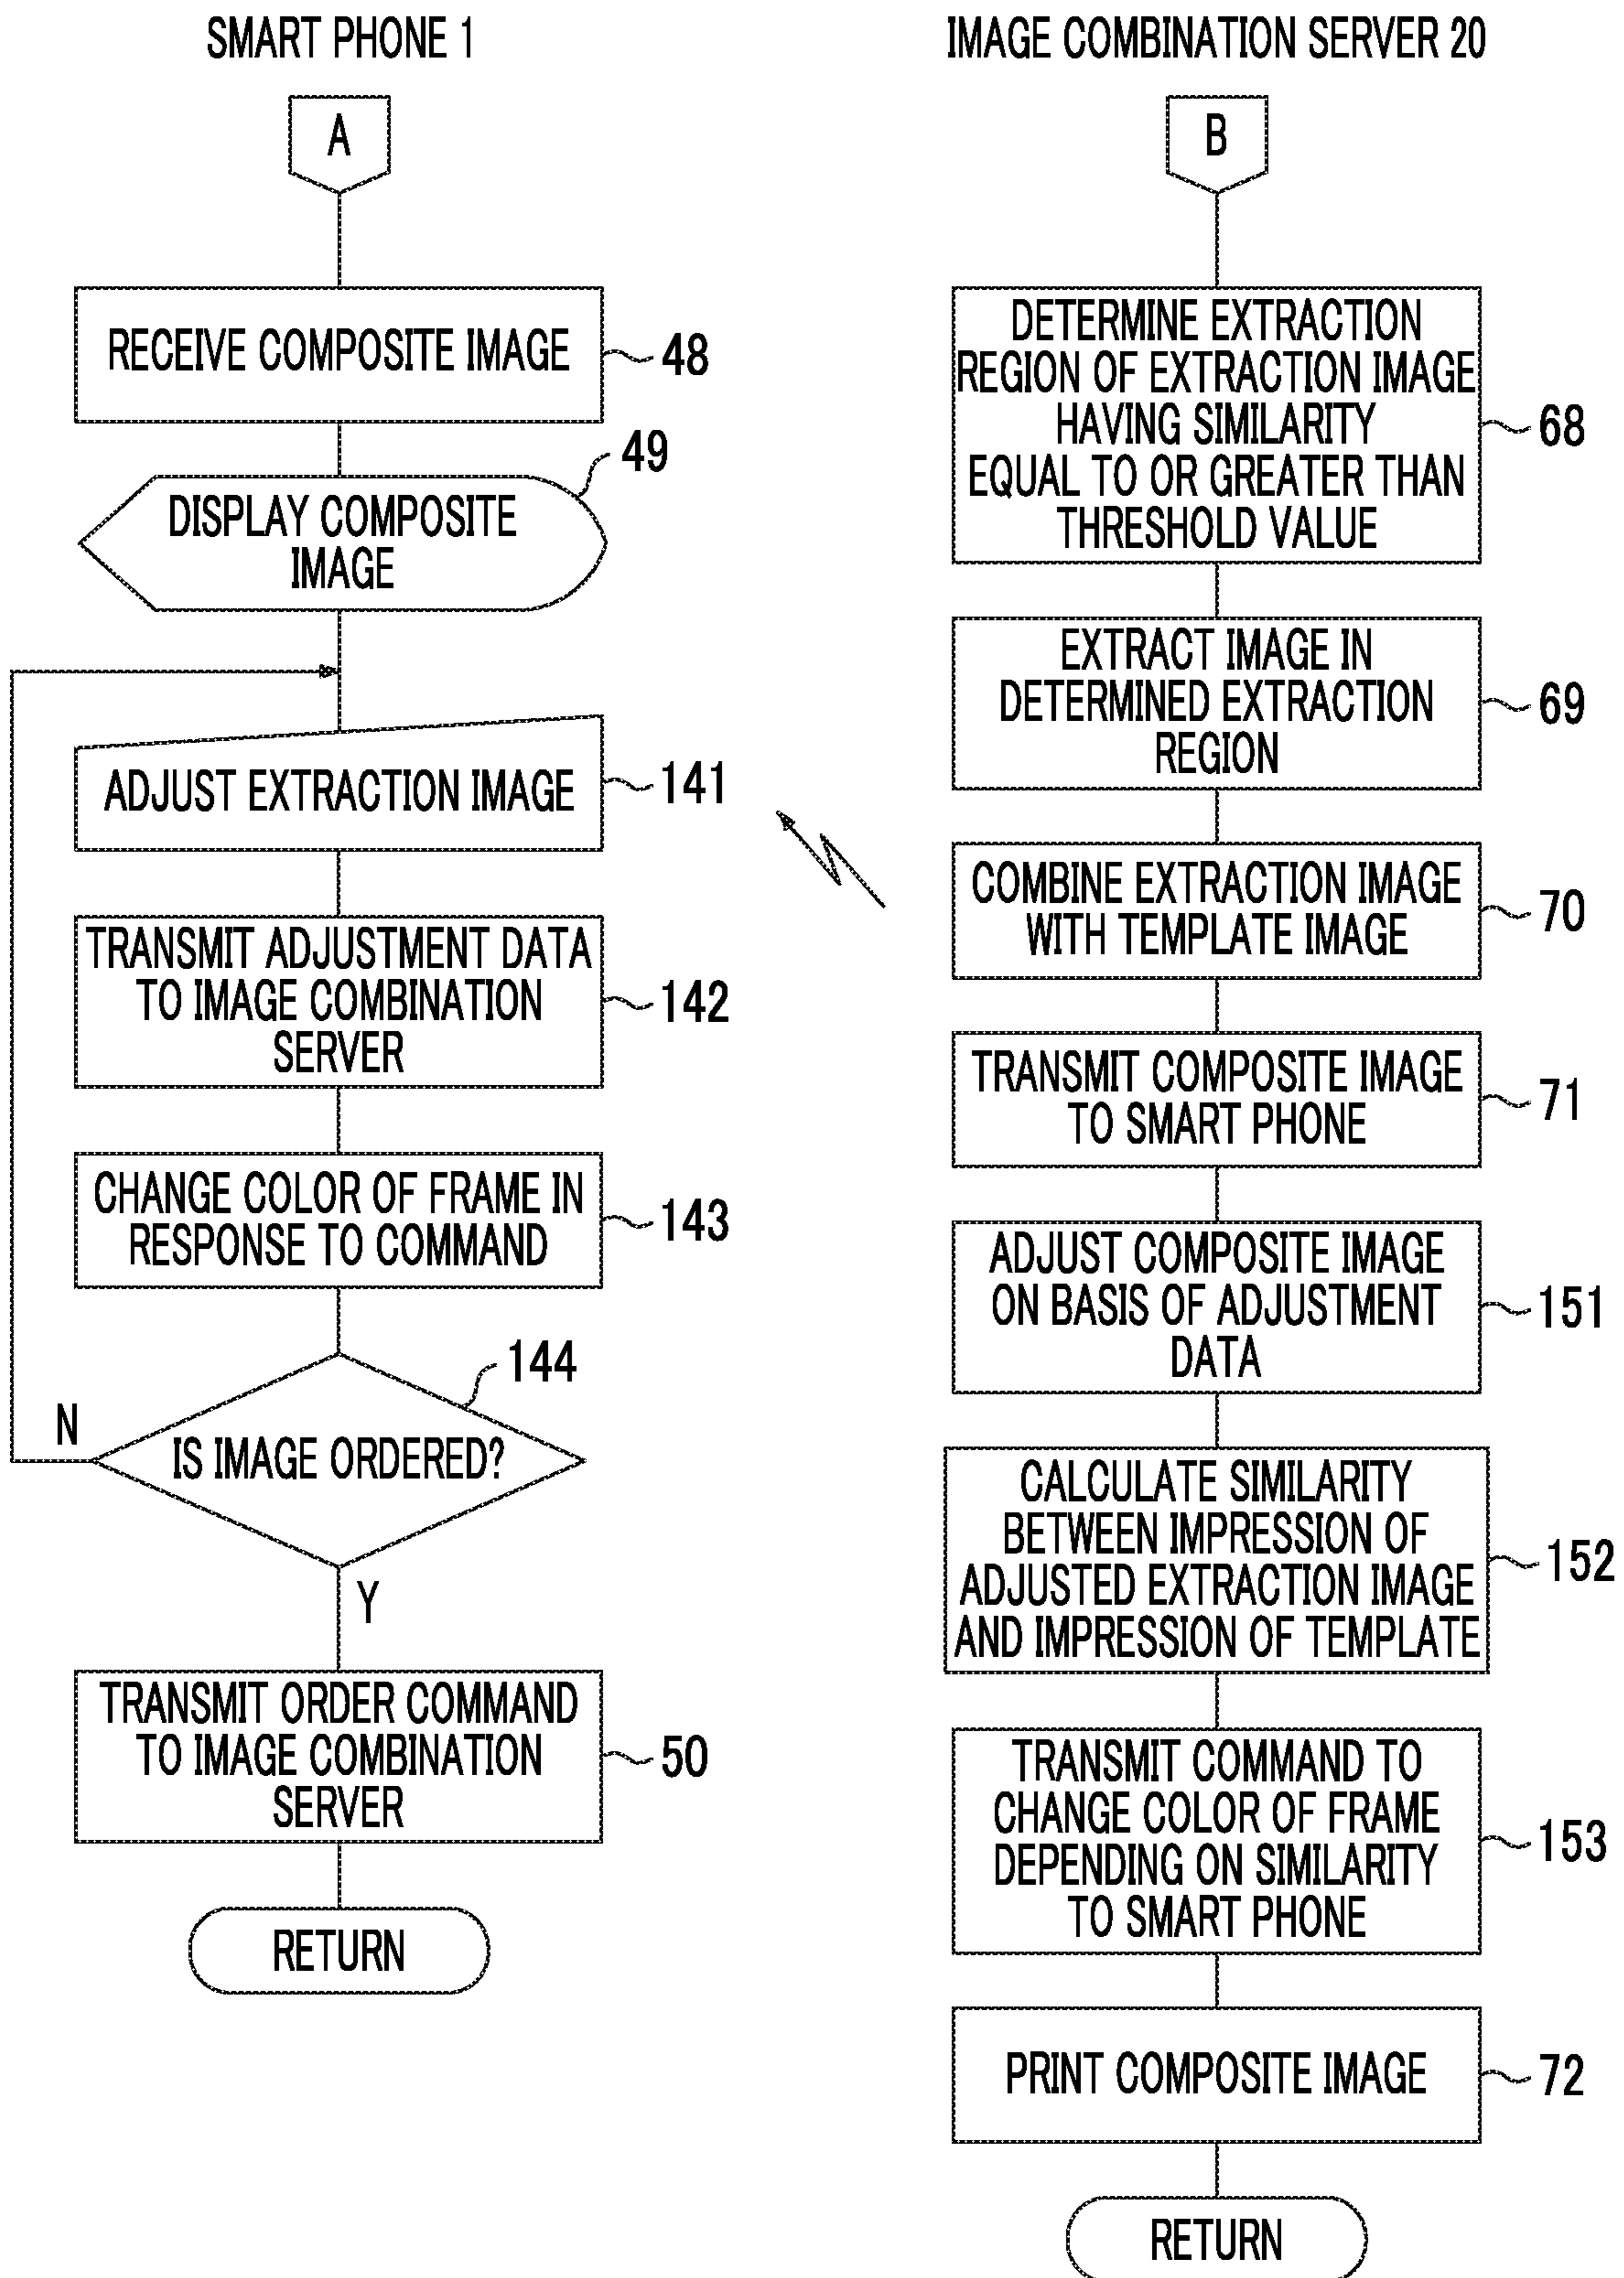 SMART PHONE 1
A
RECEIVE COMPOSITE IMAGE
48
49
DISPLAY COMPOSITE
IMAGE
ADJUST EXTRACTION IMAGE
141
TRANSMIT ADJUSTMENT DATA
TO IMAGE COMBINATION
SERVER
142
CHANGE COLOR OF FRAME IN
RESPONSE TO COMMAND
143
144
N
IS IMAGE ORDERED?
Y
TRANSMIT ORDER COMMAND
TO IMAGE COMBINATION
SERVER
50
RETURN
IMAGE COMBINATION SERVER 20
B
DETERMINE EXTRACTION
REGION OF EXTRACTION IMAGE
HAVING SIMILARITY
EQUAL TO OR GREATER THAN
THRESHOLD VALUE
68
EXTRACT IMAGE IN
DETERMINED EXTRACTION
REGION
69
COMBINE EXTRACTION IMAGE
WITH TEMPLATE IMAGE
70
TRANSMIT COMPOSITE IMAGE
TO SMART PHONE
71
ADJUST COMPOSITE IMAGE
ON BASIS OF ADJUSTMENT
DATA
151
CALCULATE SIMILARITY
BETWEEN IMPRESSION OF
ADJUSTED EXTRACTION IMAGE
AND IMPRESSION OF TEMPLATE
152
TRANSMIT COMMAND TO
CHANGE COLOR OF FRAME
DEPENDING ON SIMILARITY
TO SMART PHONE
153
PRINT COMPOSITE IMAGE
72
RETURN